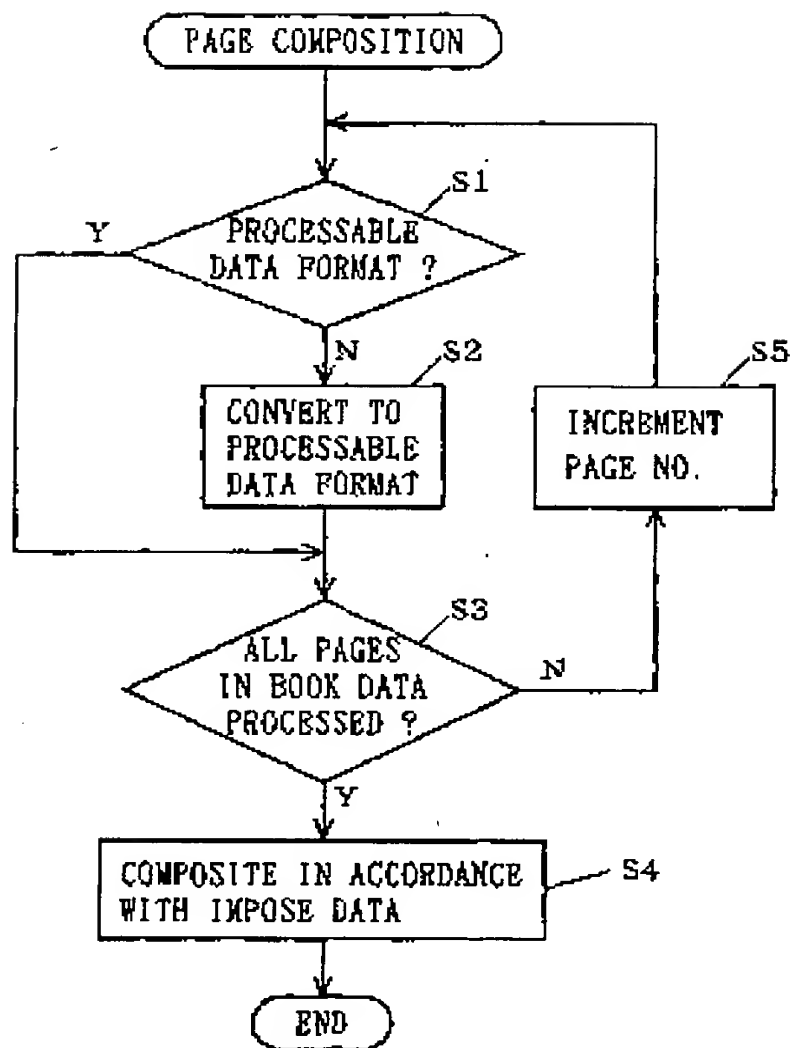 PAGE COMPOSITION
S1
Y
PROCESSABLE
DATA FORMAT ?
N
S2
CONVERT TO
PROCESSABLE
DATA FORMAT
S5
INCREMENT
PAGE NO.
S3
ALL PAGES
IN BOOK DATA
PROCESSED ?
N
Y
COMPOSITE IN ACCORDANCE
WITH IMPOSE DATA
S4
END